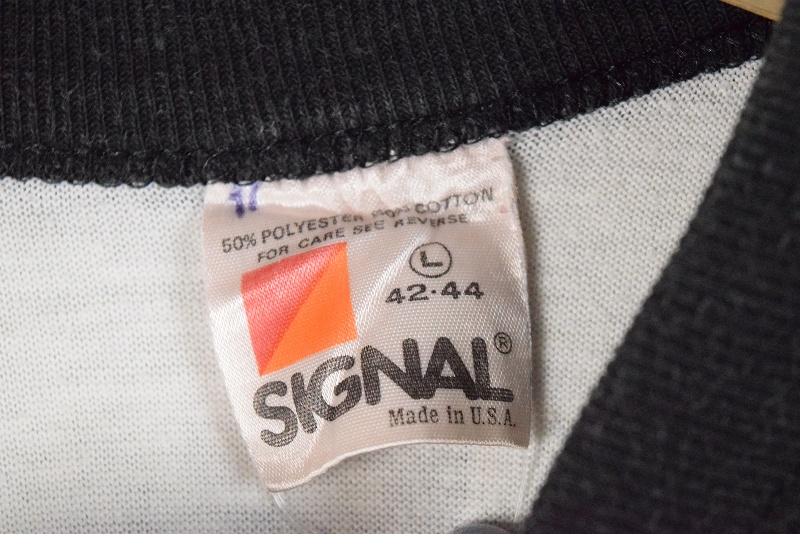 50% POLYESTER 50% COTTON
FOR CARE SEE REVERSE
L
42·44
SIGNAL®
Made in U.S.A.